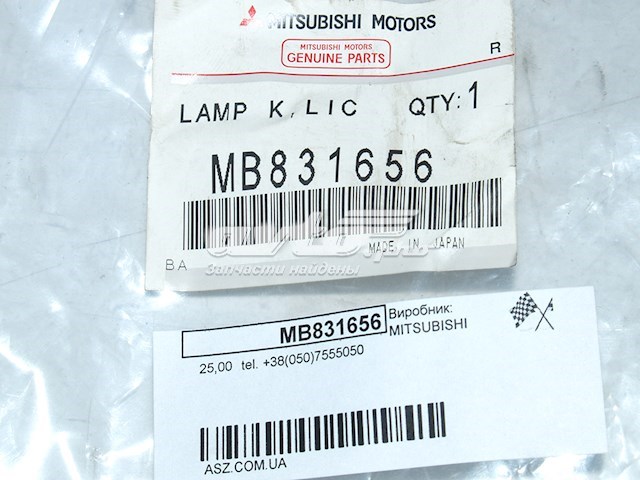 MITSUBISHI MOTORS
MITSUBISHI MOTORS
GENUINE PARTS
R
LAMP K, LIC QTY: 1
MB831656
MADE IN JAPAN
BA
Запчасти найдены
MB831656
Виробник:
MITSUBISHI
25,00 tel. +38(050)7555050
ASZ.COM.UA